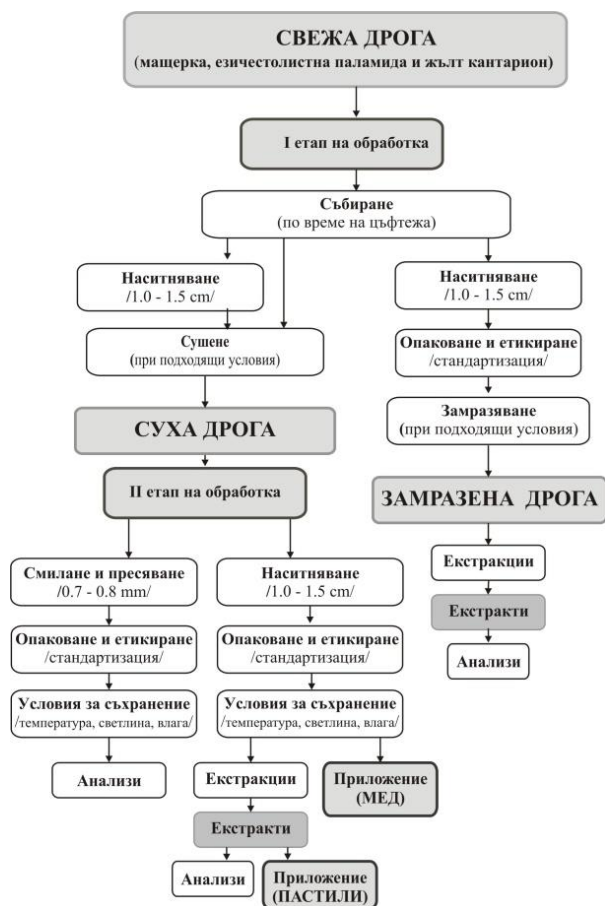 СВЕЖА ДРОГА
(мащерка, езичестолистна паламида и жълт кантарион)
I етап на обработка
Събиране
(по време на цъфтежа)
Наситняване
/1.0 - 1.5 cm/
Наситняване
/1.0 - 1.5 cm/
Сушене
(при подходящи условия)
Опаковане и етикиране
/стандартизация/
Замразяване
(при подходящи условия)
СУХА ДРОГА
II етап на обработка
ЗАМРАЗЕНА ДРОГА
Екстракции
Екстракти
Анализи
Смилане и пресяване
/0.7 - 0.8 mm/
Наситняване
/1.0 - 1.5 cm/
Опаковане и етикиране
/стандартизация/
Опаковане и етикиране
/стандартизация/
Условия за съхранение
/температура, светлина, влага/
Условия за съхранение
/температура, светлина, влага/
Анализи
Екстракции
Приложение
(МЕД)
Екстракти
Анализи
Приложение
(ПАСТИЛИ)